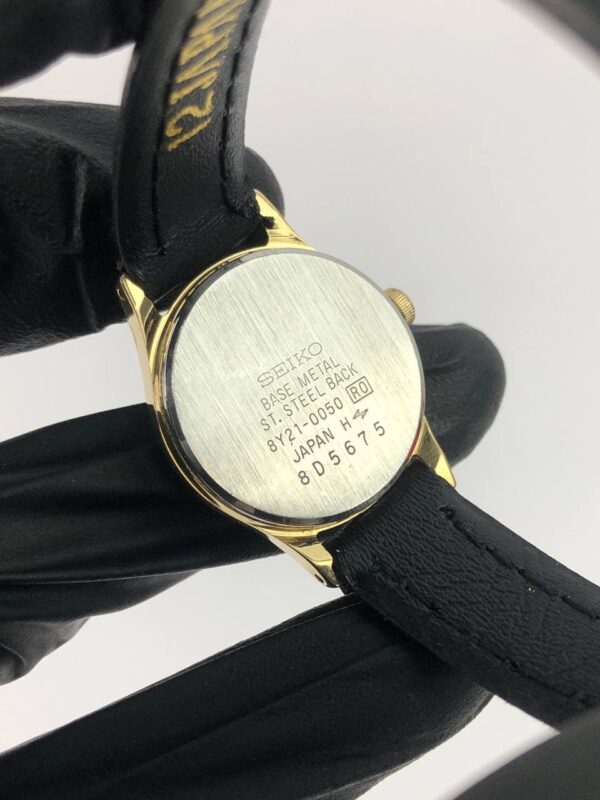 SEIKO
BASE METAL
ST. STEEL BACK
8Y21-0050 R0
JAPAN H
8D5675